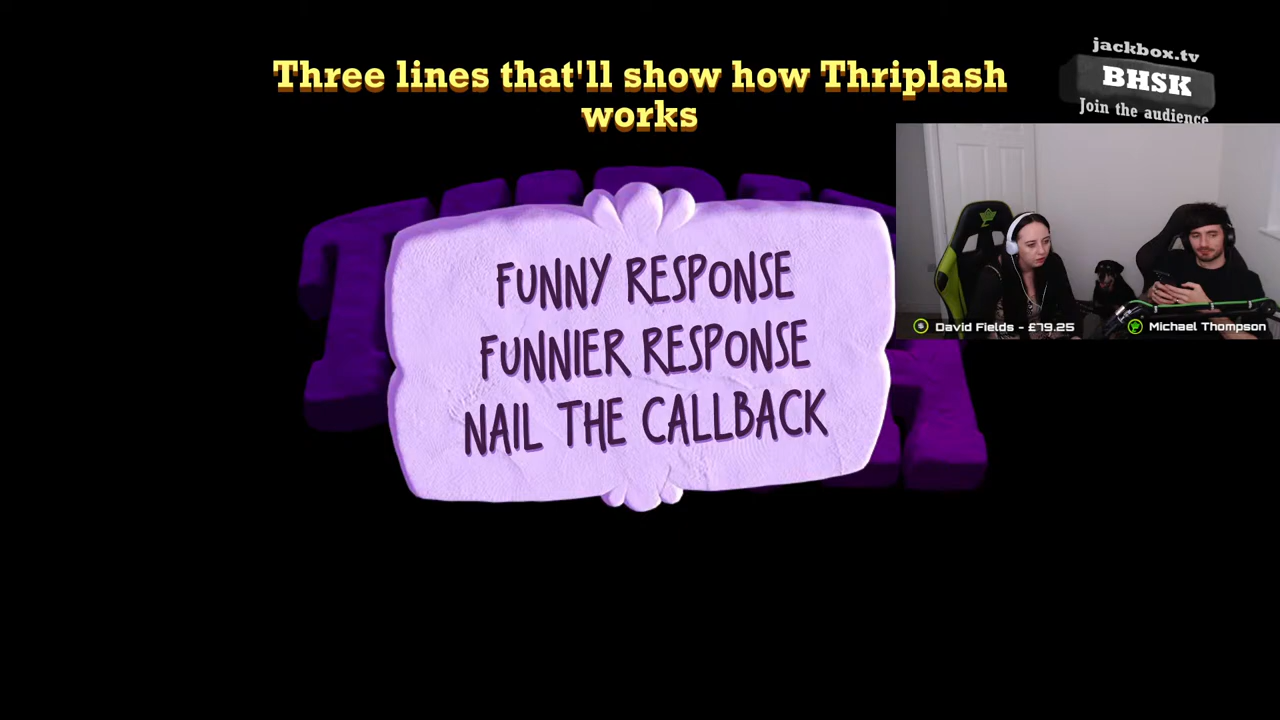 Three lines that'll show how Thriplash
works
jackbox.tv
BHSK
Join the audience
FUNNY RESPONSE
FUNNIER RESPONSE
NAIL THE CALLBACK
David Fields - £79.25
Michael Thompson